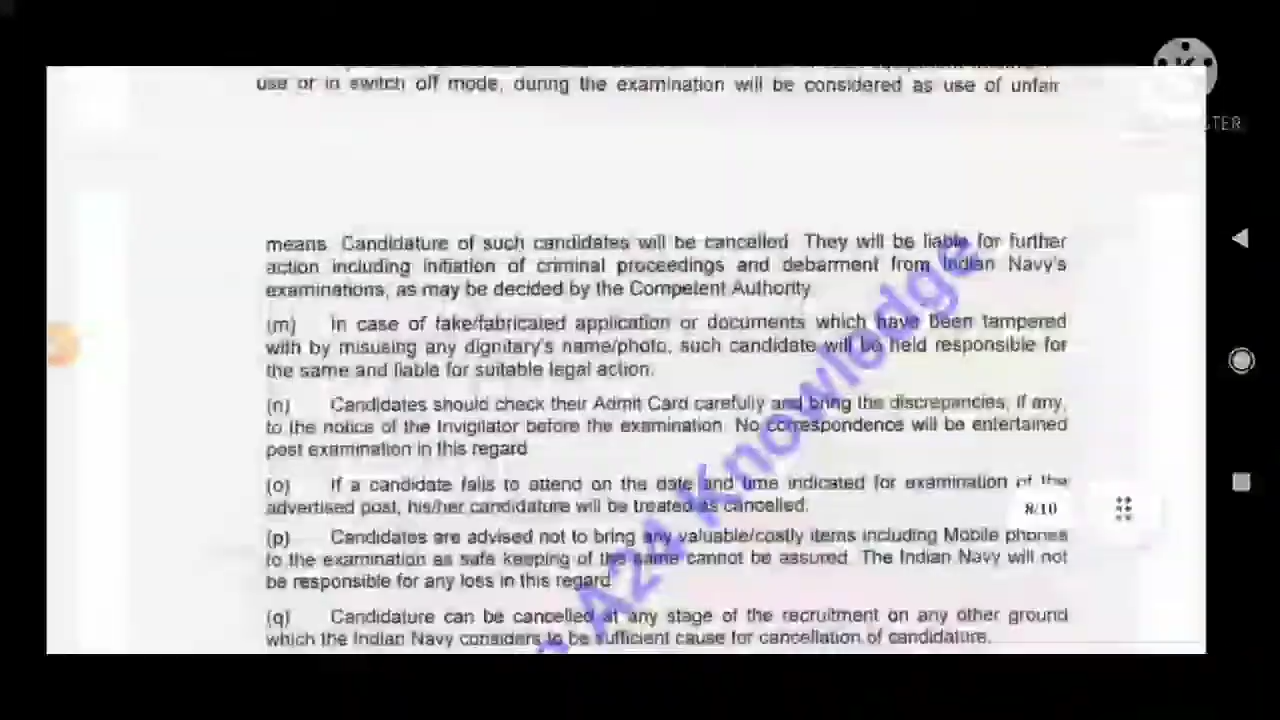 use or in switch off mode, during the examination will be considered as use of unfair
TER
means. Candidature of such candidates will be cancelled. They will be liable for further
action including initiation of criminal proceedings and debarment from Indian Navy's
examinations, as may be decided by the Competent Authority.
(m) In case of fake/fabricated application or documents which have been tampered
with by misusing any dignitary's name/photo, such candidate will be held responsible for
the same and liable for suitable legal action.
(n) Candidates should check their Admit Card carefully and bring the discrepancies, if any,
to the notice of the Invigilator before the examination. No correspondence will be entertained
post examination in this regard
(o) If a candidate fails to attend on the date and time indicated for examination of the
advertised post, his/her candidature will be treated as cancelled.
8/10
(p) Candidates are advised not to bring any valuable/costly items including Mobile phones
to the examination as safe keeping of the same cannot be assured. The Indian Navy will not
be responsible for any loss in this regard
(q) Candidature can be cancelled at any stage of the recruitment on any other ground
which the Indian Navy considers to be sufficient cause for cancellation of candidature.
A24 Knowledge